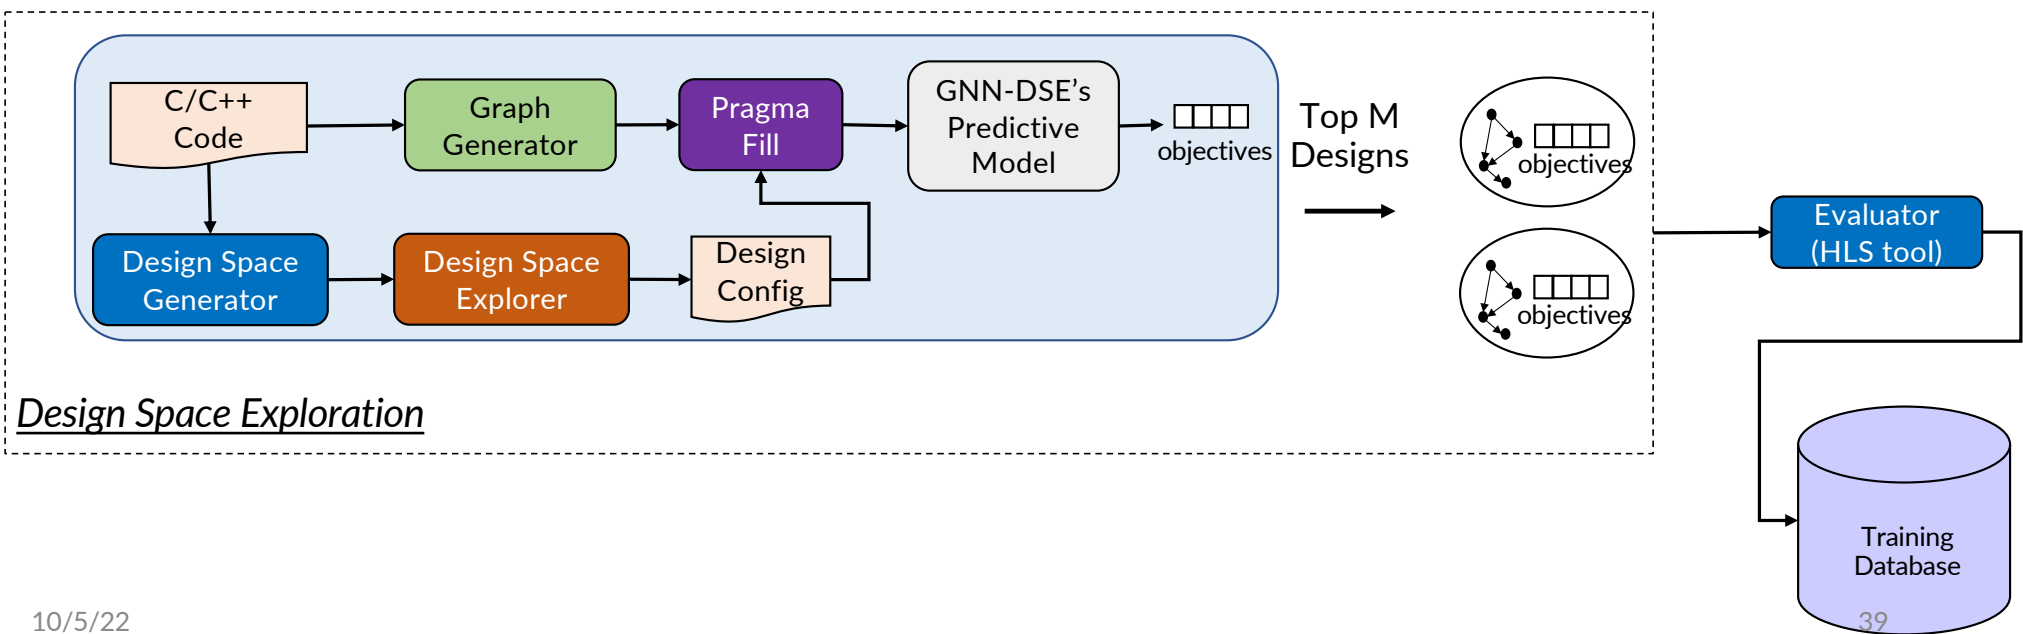 C/C++
Code
Graph
Generator
Pragma
Fill
GNN-DSE’s
Predictive
Model
objectives
Design Space
Generator
Design Space
Explorer
Design
Config
Top M
Designs
objectives
objectives
Evaluator
(HLS tool)
Design Space Exploration
Training
Database
10/5/22
39